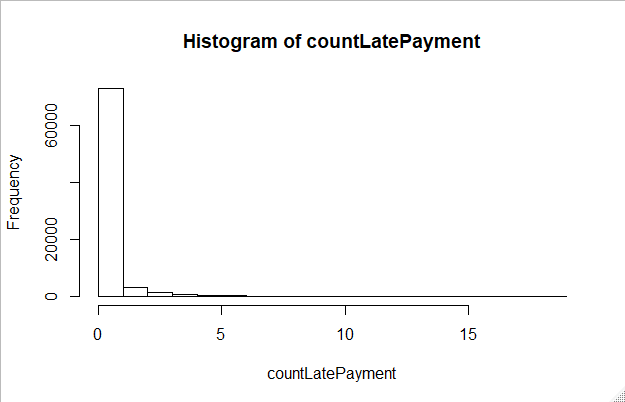 Histogram of countLatePayment
Frequency
60000
20000
0
0 5 10 15
countLatePayment